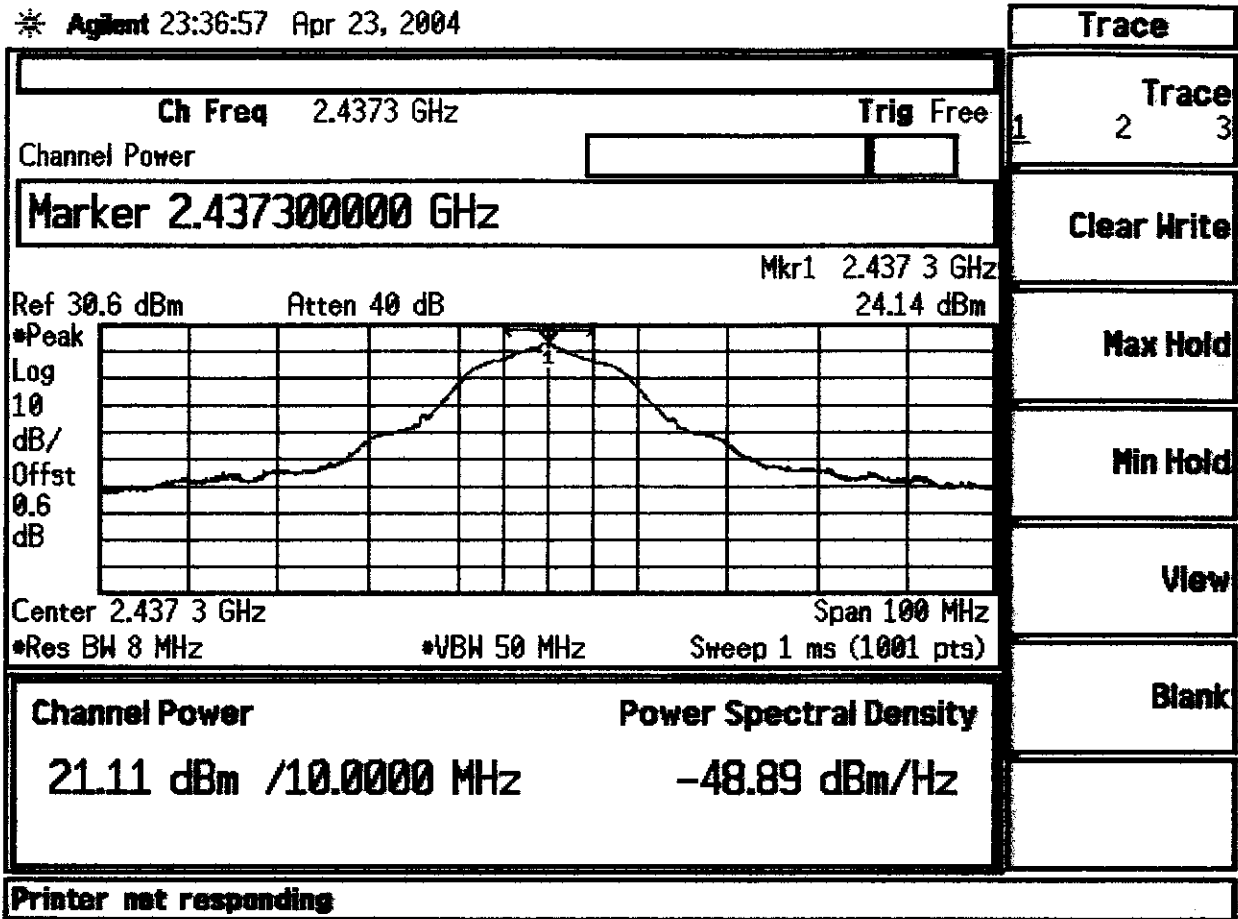 Agilent 23:36:57 Apr 23, 2004
Trace
Ch Freq 2.4373 GHz Trig Free
Trace
1 2 3
Channel Power
Marker 2.437300000 GHz
Clear Write
Mkr1 2.437 3 GHz
Ref 30.6 dBm Atten 40 dB 24.14 dBm
*Peak
Log
10
dB/
Offst
0.6
dB
1
Max Hold
Min Hold
View
Center 2.437 3 GHz Span 100 MHz
*Res BW 8 MHz *VBW 50 MHz Sweep 1 ms (1001 pts)
Blank
Channel Power Power Spectral Density
21.11 dBm /10.0000 MHz -48.89 dBm/Hz
Printer not responding